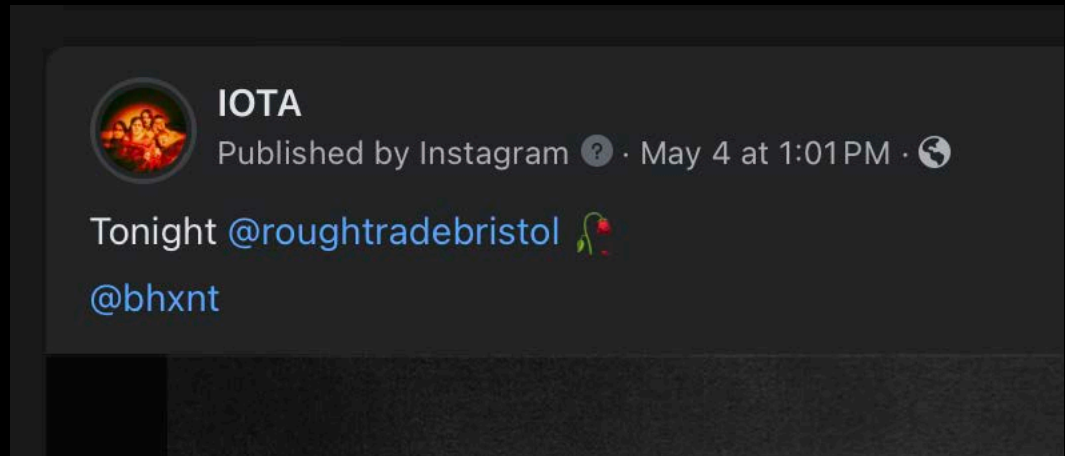 IOTA
Published by Instagram · May 4 at 1:01 PM ·
Tonight @roughtradebristol 🥀
@bhxnt